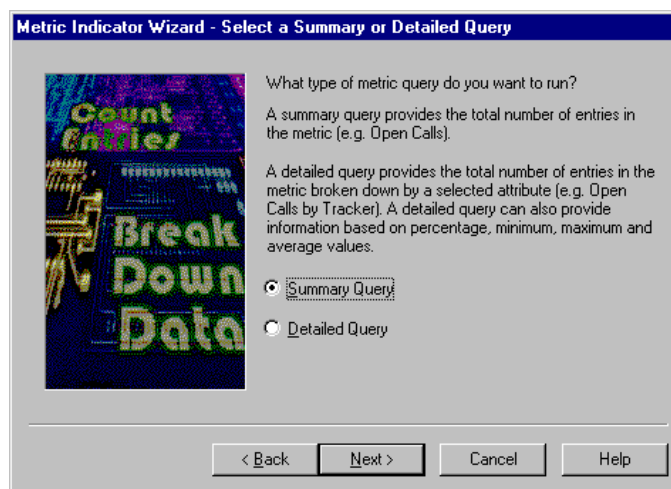 Metric Indicator Wizard - Select a Summary or Detailed Query
Count
Entries
Break
Down
Data
What type of metric query do you want to run?
A summary query provides the total number of entries in
the metric (e.g. Open Calls).
A detailed query provides the total number of entries in the
metric broken down by a selected attribute (e.g. Open
Calls by Tracker). A detailed query can also provide
information based on percentage, minimum, maximum and
average values.
Summary Query
Detailed Query
< Back
Next >
Cancel
Help